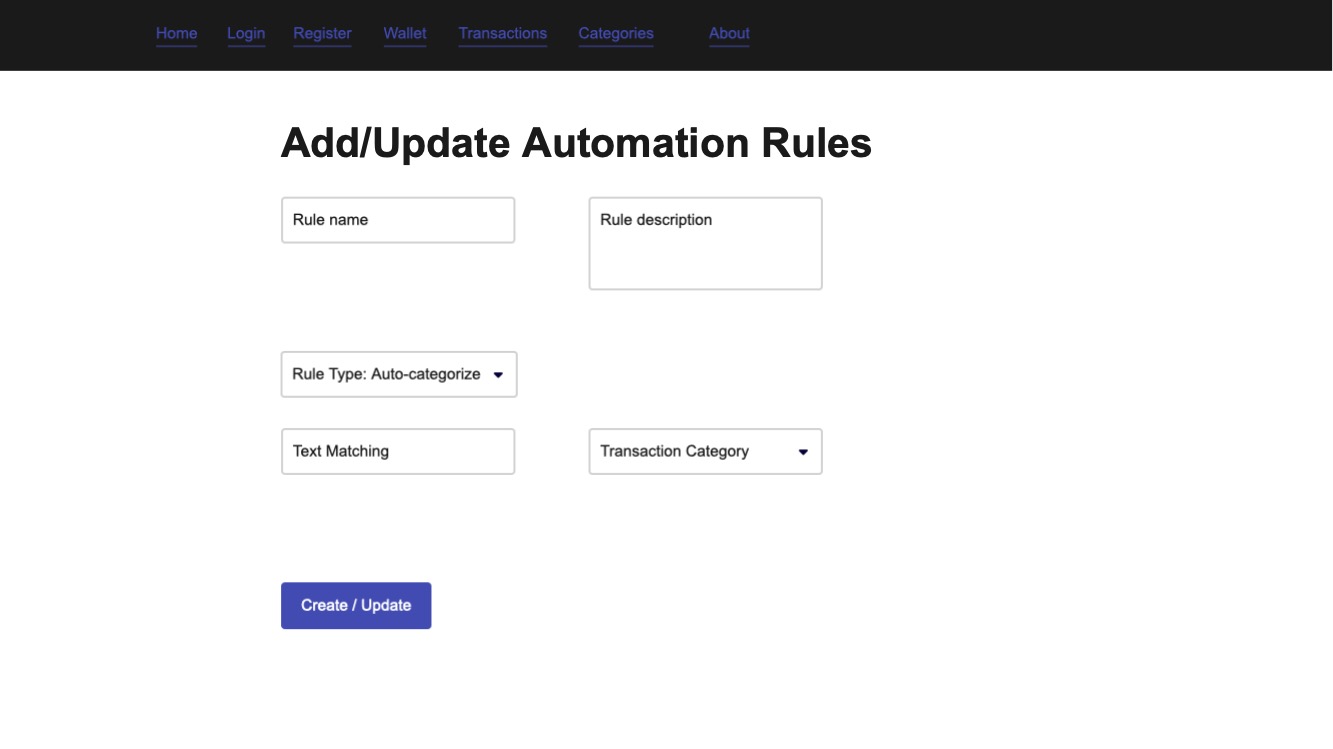 Home Login Register Wallet Transactions Categories About
Add/Update Automation Rules
Rule name
Rule description
Rule Type: Auto-categorize
Text Matching
Transaction Category
Create / Update